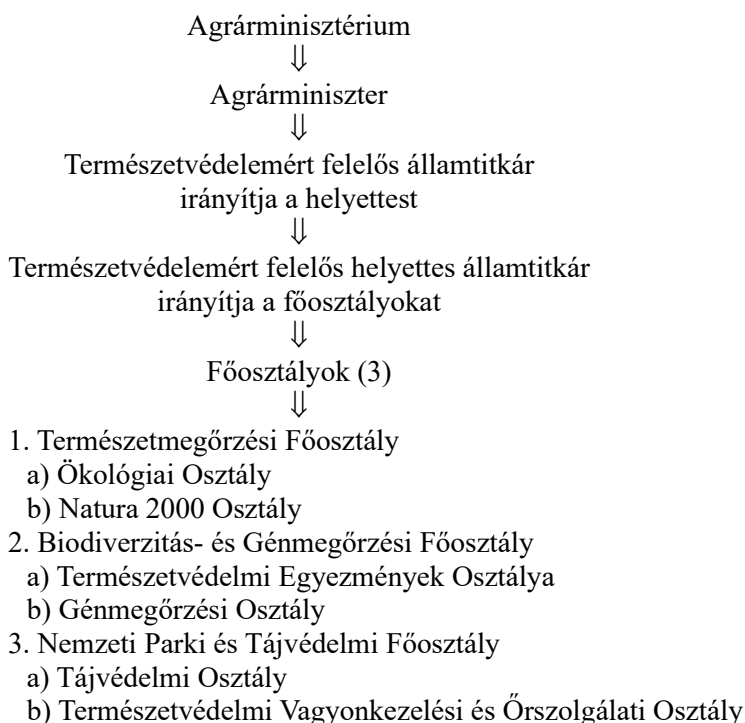 Agrárminisztérium
⇓
Agrárminiszter
⇓
Természetvédelemért felelős államtitkár
irányítja a helyettest
⇓
Természetvédelemért felelős helyettes államtitkár
irányítja a főosztályokat
⇓
Főosztályok (3)
⇓
1. Természetmegőrzési Főosztály
a) Ökológiai Osztály
b) Natura 2000 Osztály
2. Biodiverzitás- és Génmegőrzési Főosztály
a) Természetvédelmi Egyezmények Osztálya
b) Génmegőrzési Osztály
3. Nemzeti Parki és Tájvédelmi Főosztály
a) Tájvédelmi Osztály
b) Természetvédelmi Vagyonkezelési és Őrszolgálati Osztály